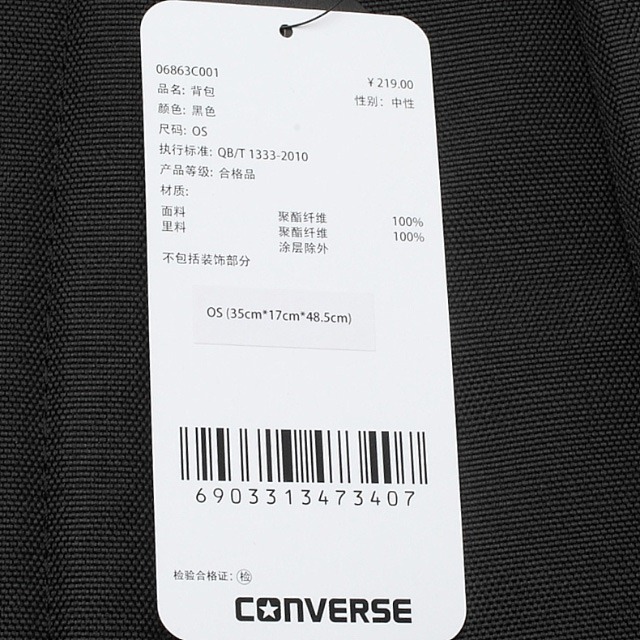 06863C001
¥219.00
品名: 背包
性别: 中性
颜色: 黑色
尺码: OS
执行标准: QB/T 1333-2010
产品等级: 合格品
材质:
面料 聚酯纤维 100%
里料 聚酯纤维 100%
涂层除外
不包括装饰部分
OS (35cm*17cm*48.5cm)
6903313473407
检验合格证: 检
CONVERSE